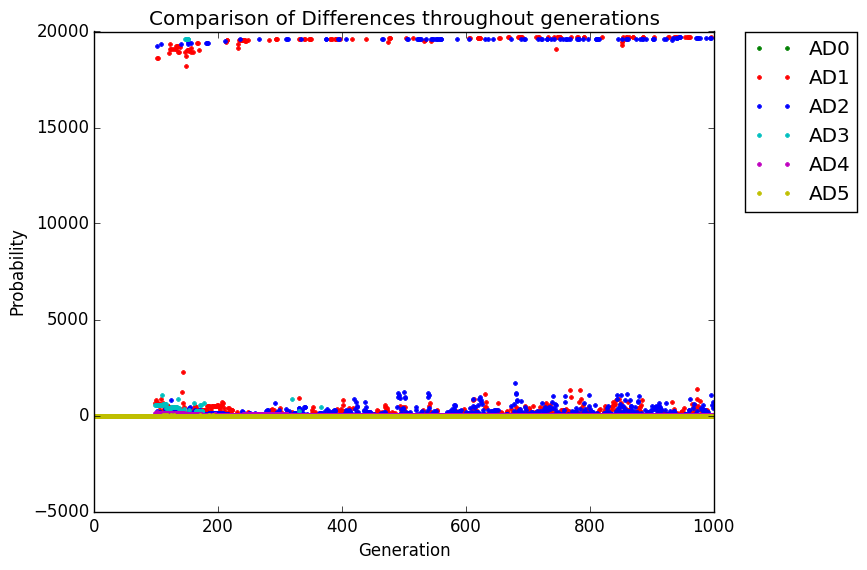 Comparison of Differences throughout generations
20000
15000
10000
5000
0
−5000
0 200 400 600 800 1000
Probability
Generation
AD0
AD1
AD2
AD3
AD4
AD5